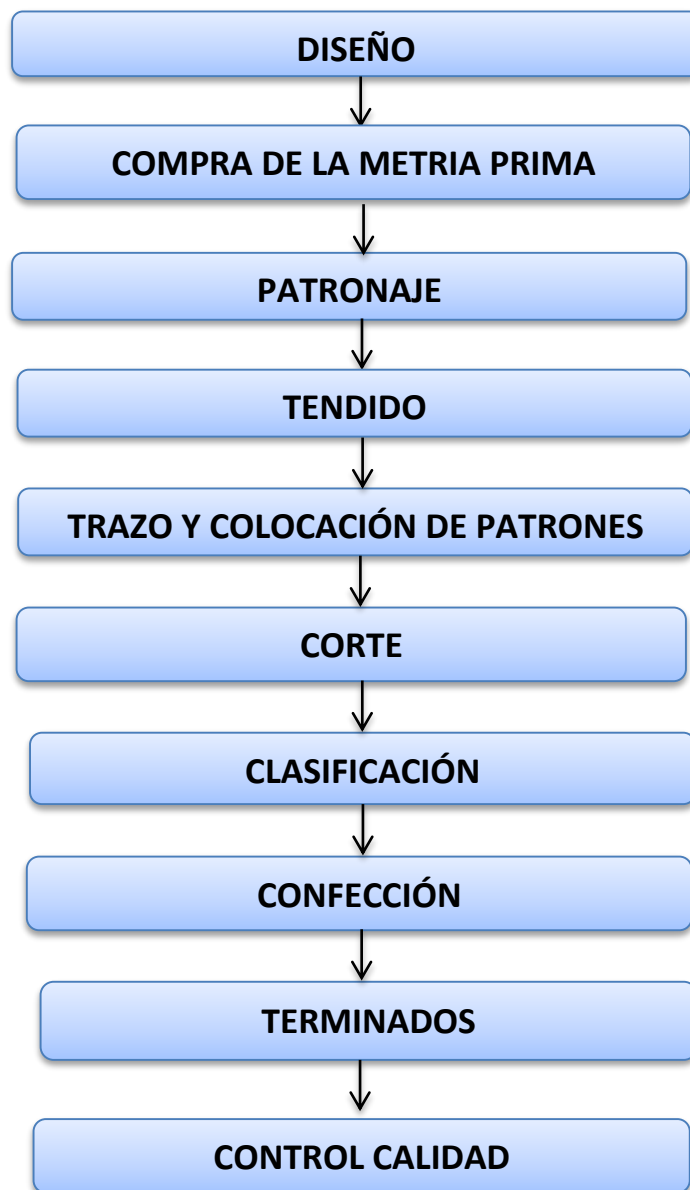 DISEÑO
COMPRA DE LA METRIA PRIMA
PATRONAJE
TENDIDO
TRAZO Y COLOCACIÓN DE PATRONES
CORTE
CLASIFICACIÓN
CONFECCIÓN
TERMINADOS
CONTROL CALIDAD